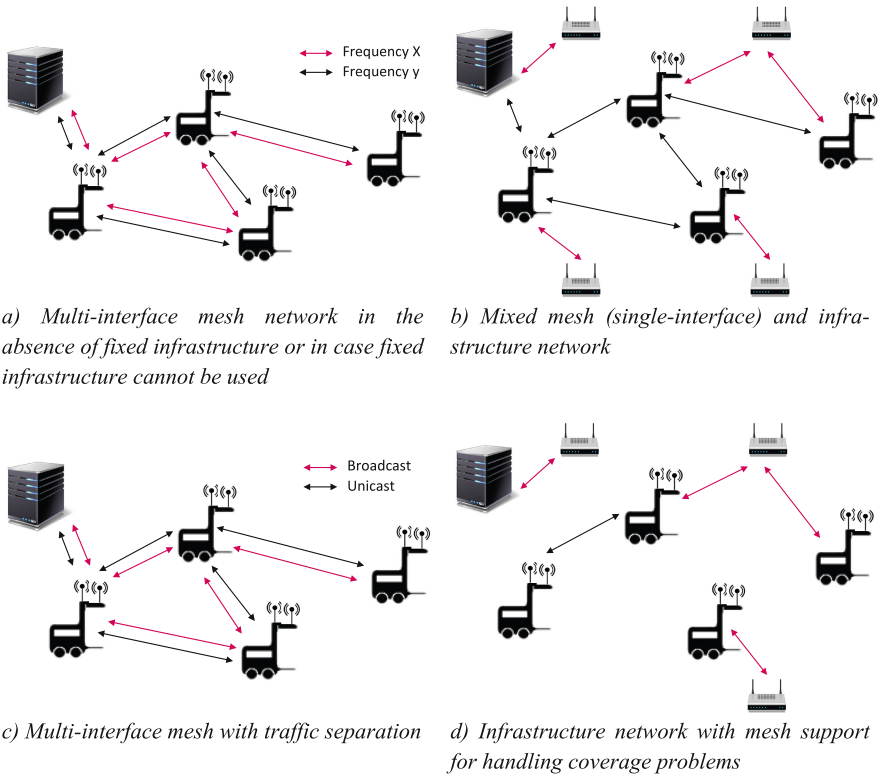 Frequency X
Frequency y
a) Multi-interface mesh network in the
absence of fixed infrastructure or in case fixed
infrastructure cannot be used
b) Mixed mesh (single-interface) and infra-
structure network
Broadcast
Unicast
c) Multi-interface mesh with traffic separation
d) Infrastructure network with mesh support
for handling coverage problems